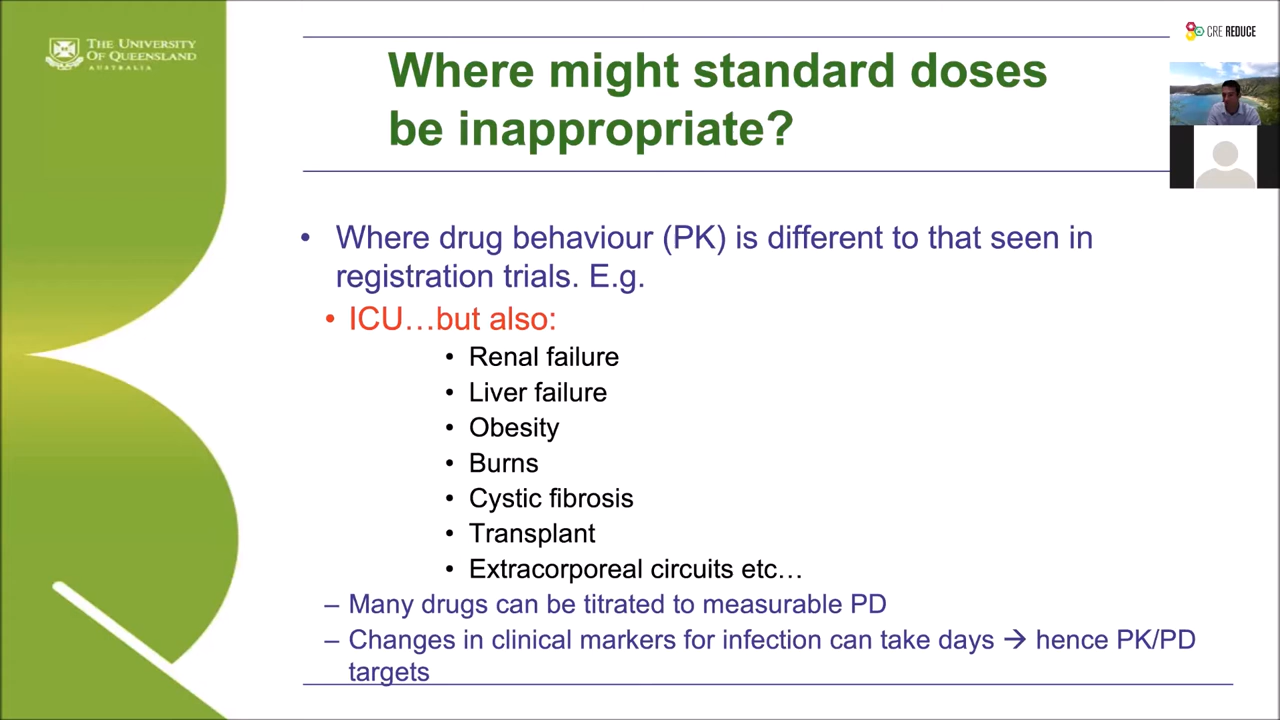 THE UNIVERSITY
OF QUEENSLAND
AUSTRALIA
CRE REDUCE
Where might standard doses
be inappropriate?
• Where drug behaviour (PK) is different to that seen in
registration trials. E.g.
• ICU…but also:
• Renal failure
• Liver failure
• Obesity
• Burns
• Cystic fibrosis
• Transplant
• Extracorporeal circuits etc…
– Many drugs can be titrated to measurable PD
– Changes in clinical markers for infection can take days → hence PK/PD
targets